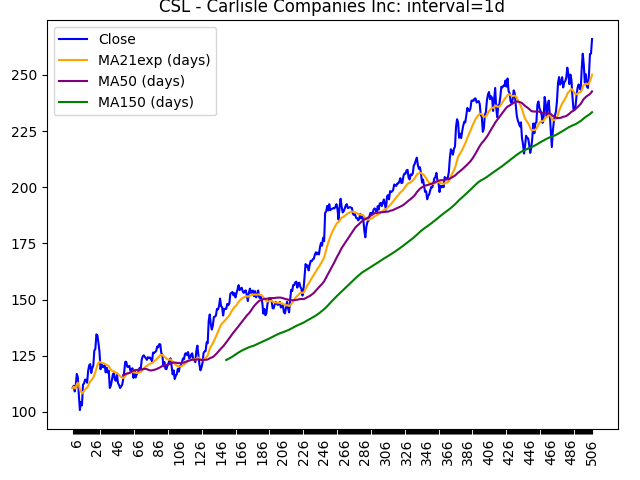 CSL - Carlisle Companies Inc: interval=1d
Close
MA21exp (days)
MA50 (days)
MA150 (days)
250
225
200
175
150
125
100
6 26 46 66 86 106 126 146 166 186 206 226 246 266 286 306 326 346 366 386 406 426 446 466 486 506